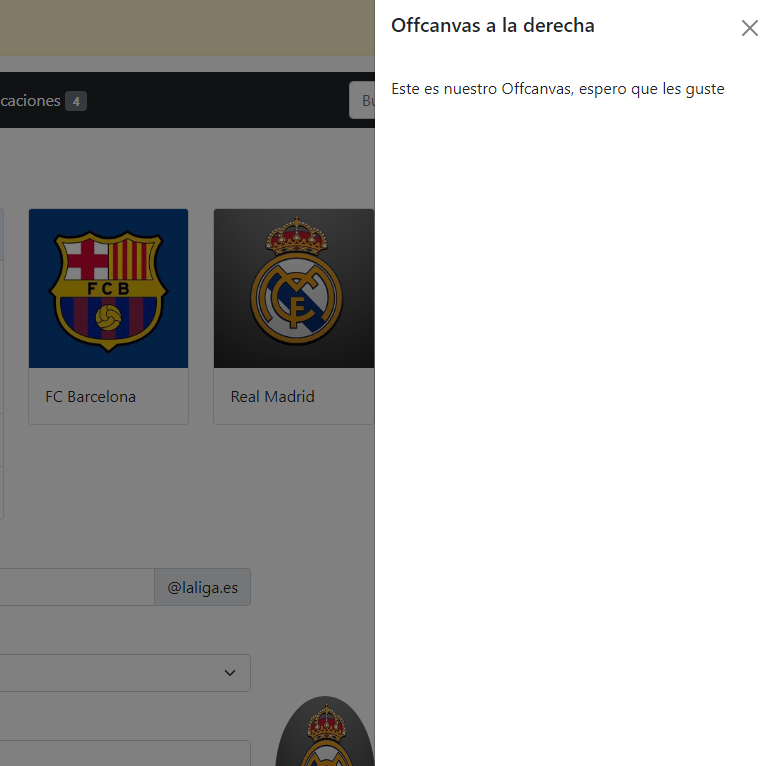 Offcanvas a la derecha
Este es nuestro Offcanvas, espero que les guste
caciones 4
Bu
FCB
FC Barcelona
Real Madrid
@laliga.es